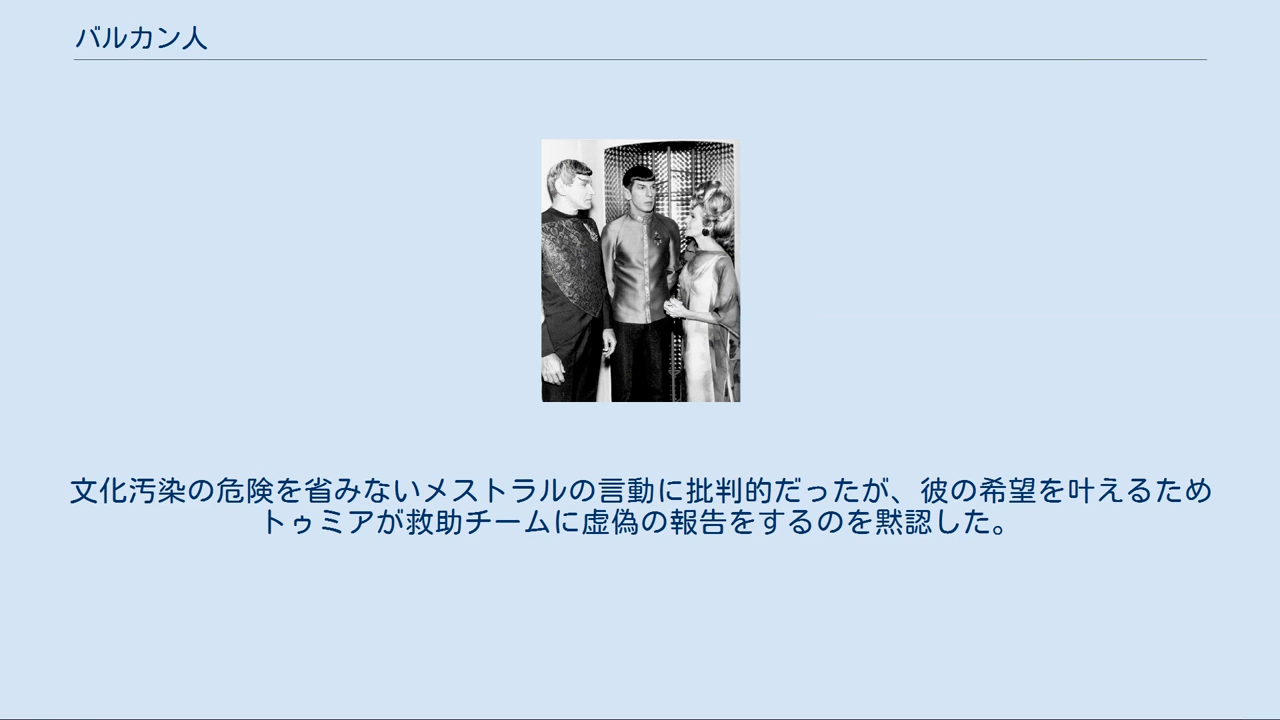 バルカン人
文化汚染の危険を省みないメストラルの言動に批判的だったが、彼の希望を叶えるため
トゥミアが救助チームに虚偽の報告をするのを黙認した。